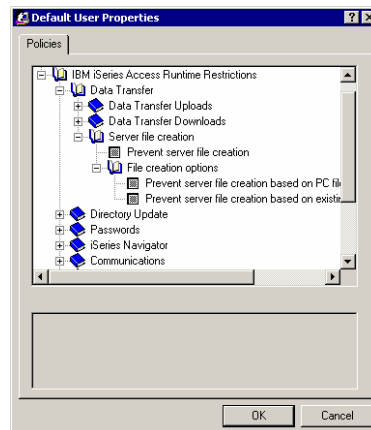 Default User Properties
Policies
IBM iSeries Access Runtime Restrictions
Data Transfer
Data Transfer Uploads
Data Transfer Downloads
Server file creation
Prevent server file creation
File creation options
Prevent server file creation based on PC fil
Prevent server file creation based on existin
Directory Update
Passwords
iSeries Navigator
Communications
OK
Cancel